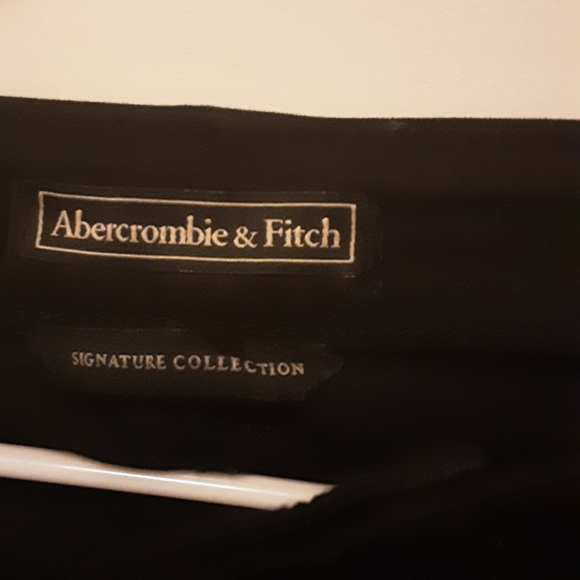 Abercrombie & Fitch
SIGNATURE COLLECTION